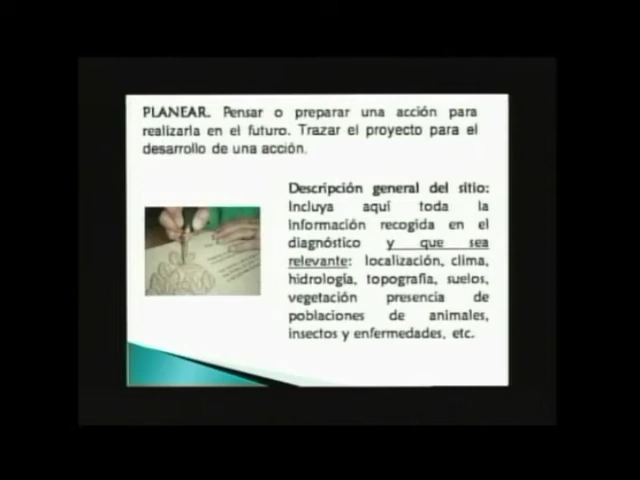 PLANEAR. Pensar o preparar una acción para
realizarla en el futuro. Trazar el proyecto para el
desarrollo de una acción.
Descripción general del sitio:
Incluya aquí toda la
información recogida en el
diagnóstico y que sea
relevante: localización, clima,
hidrología, topografía, suelos,
vegetación presencia de
poblaciones de animales,
insectos y enfermedades, etc.